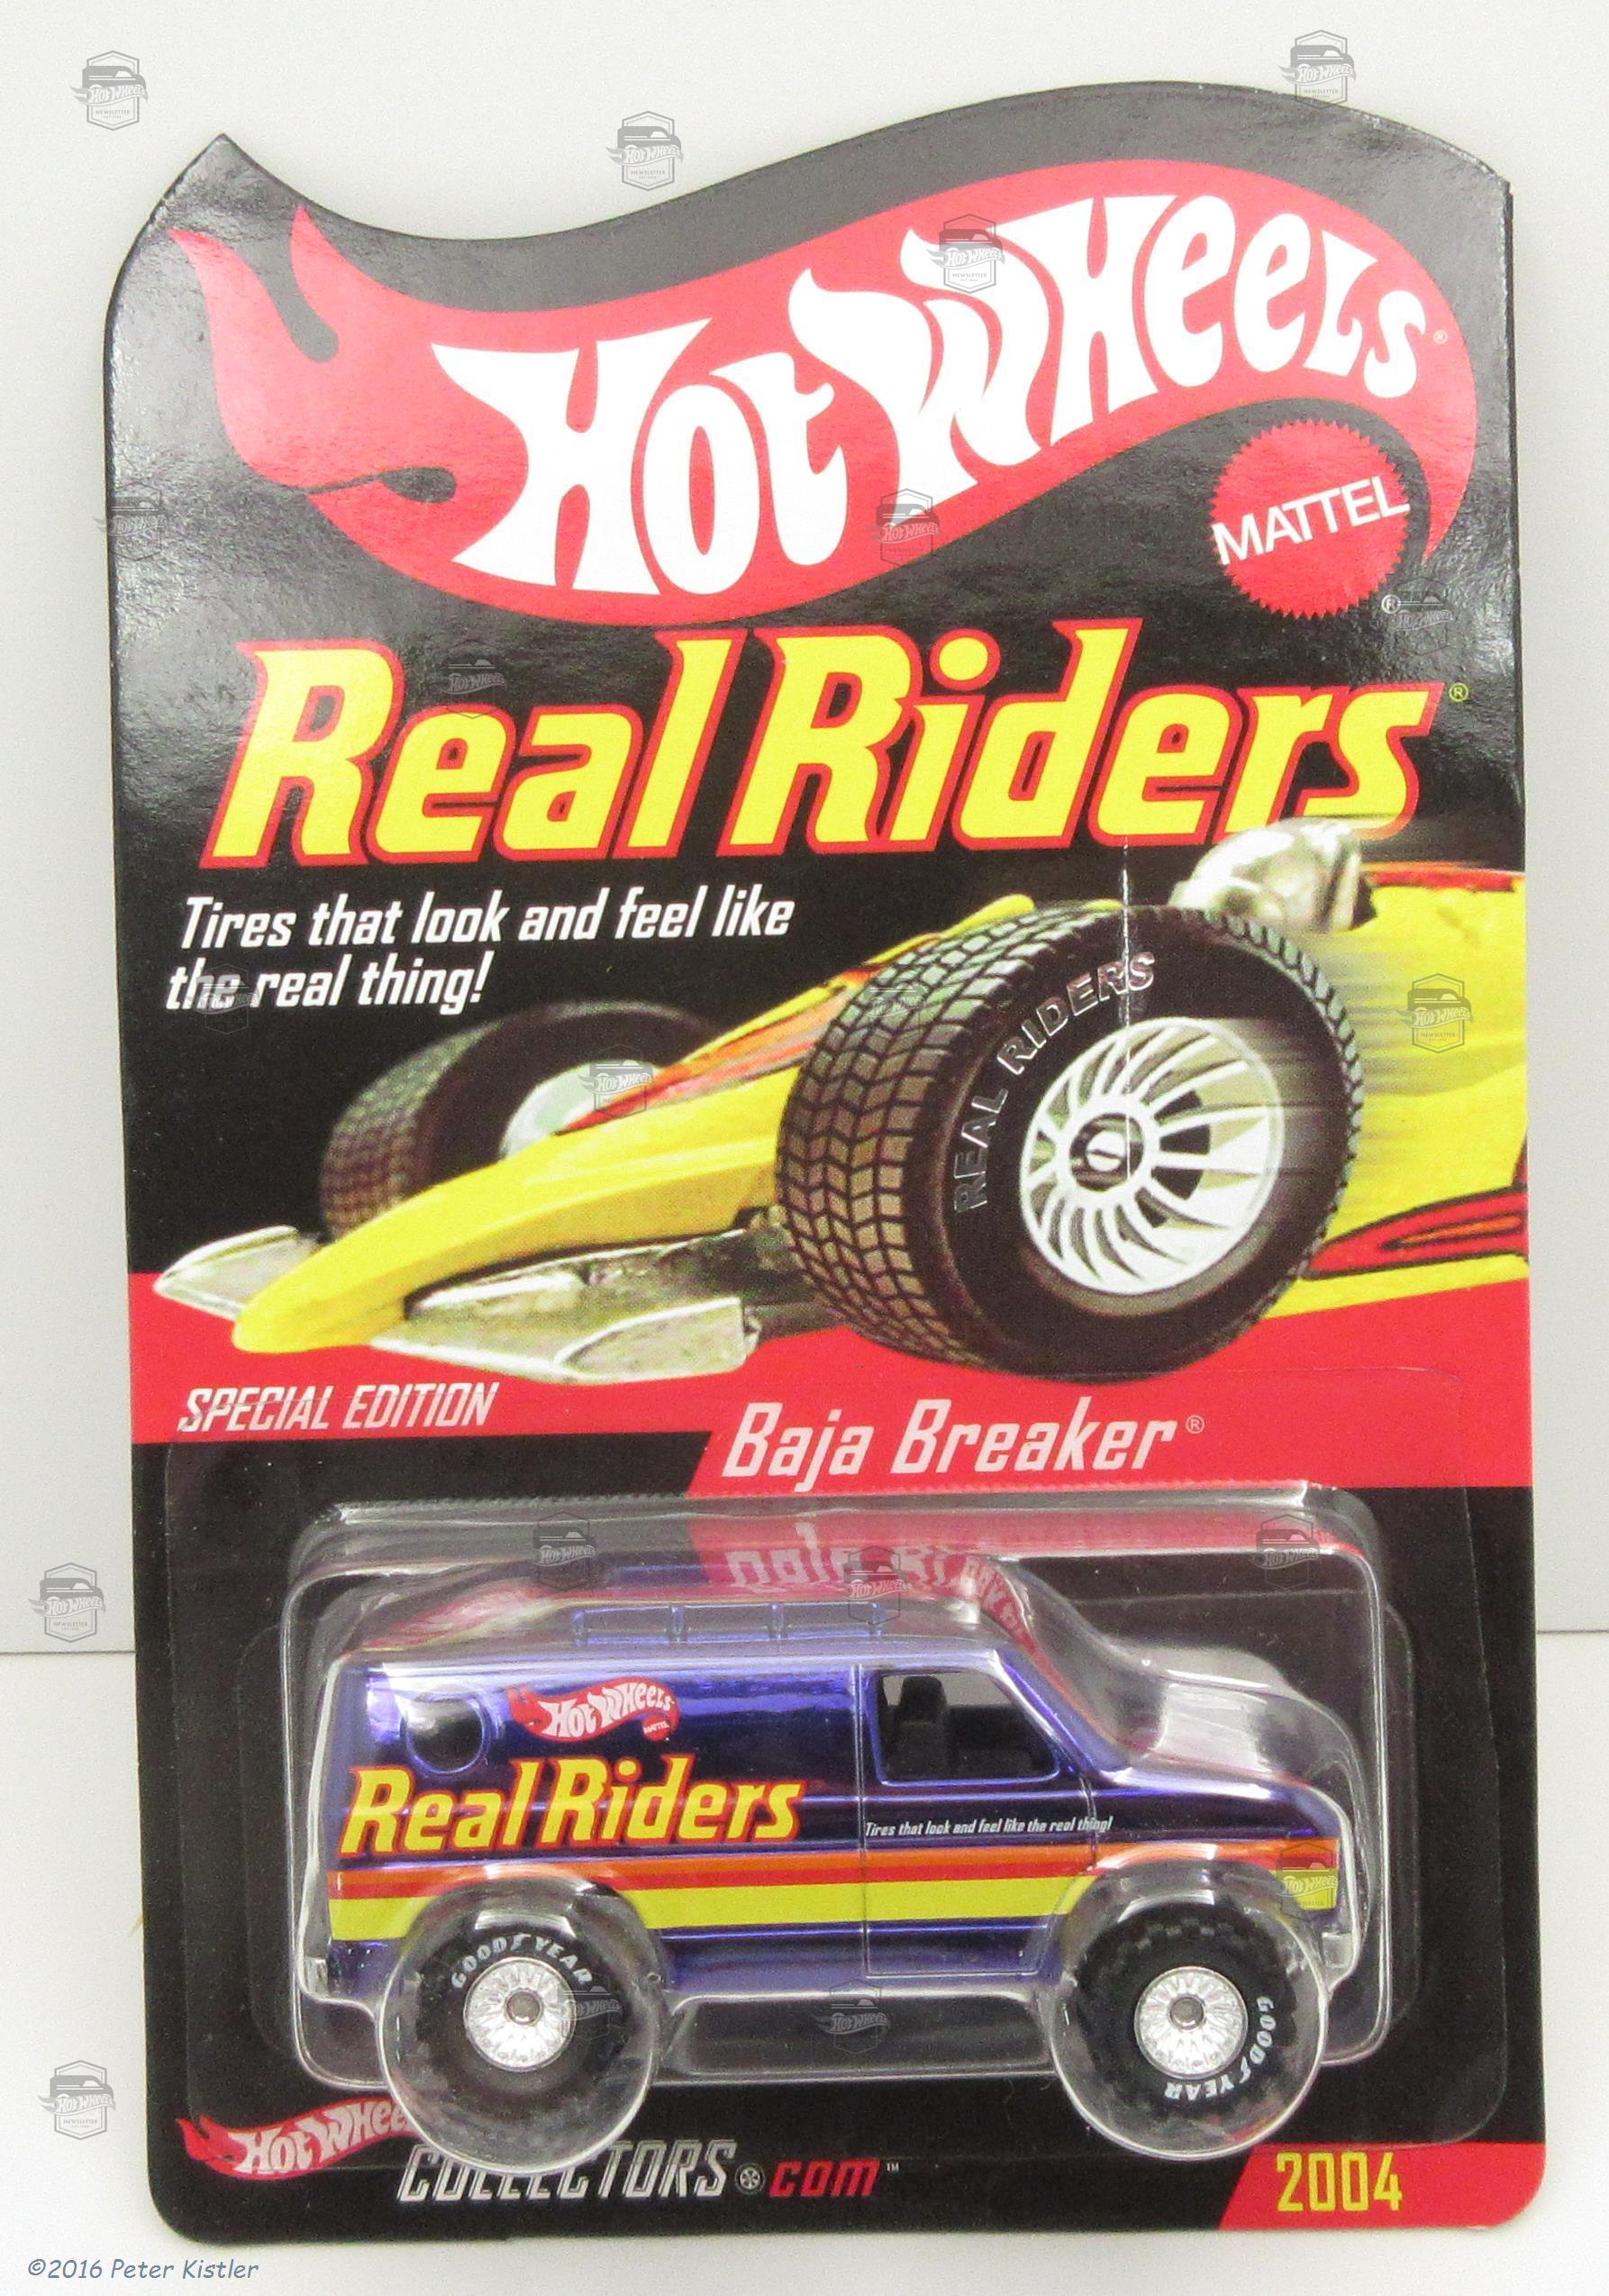 Hot Wheels®
MATTEL
®
Real Riders®
Tires that look and feel like
the real thing!
REAL RIDERS
SPECIAL EDITION
Baja Breaker®
Hot Wheels
MATTEL
Real Riders
Tires that look and feel like the real thing!
GOODYEAR
GOODYEAR
Hot Wheels
COLLECTORS.com™
2004
©2016 Peter Kistler